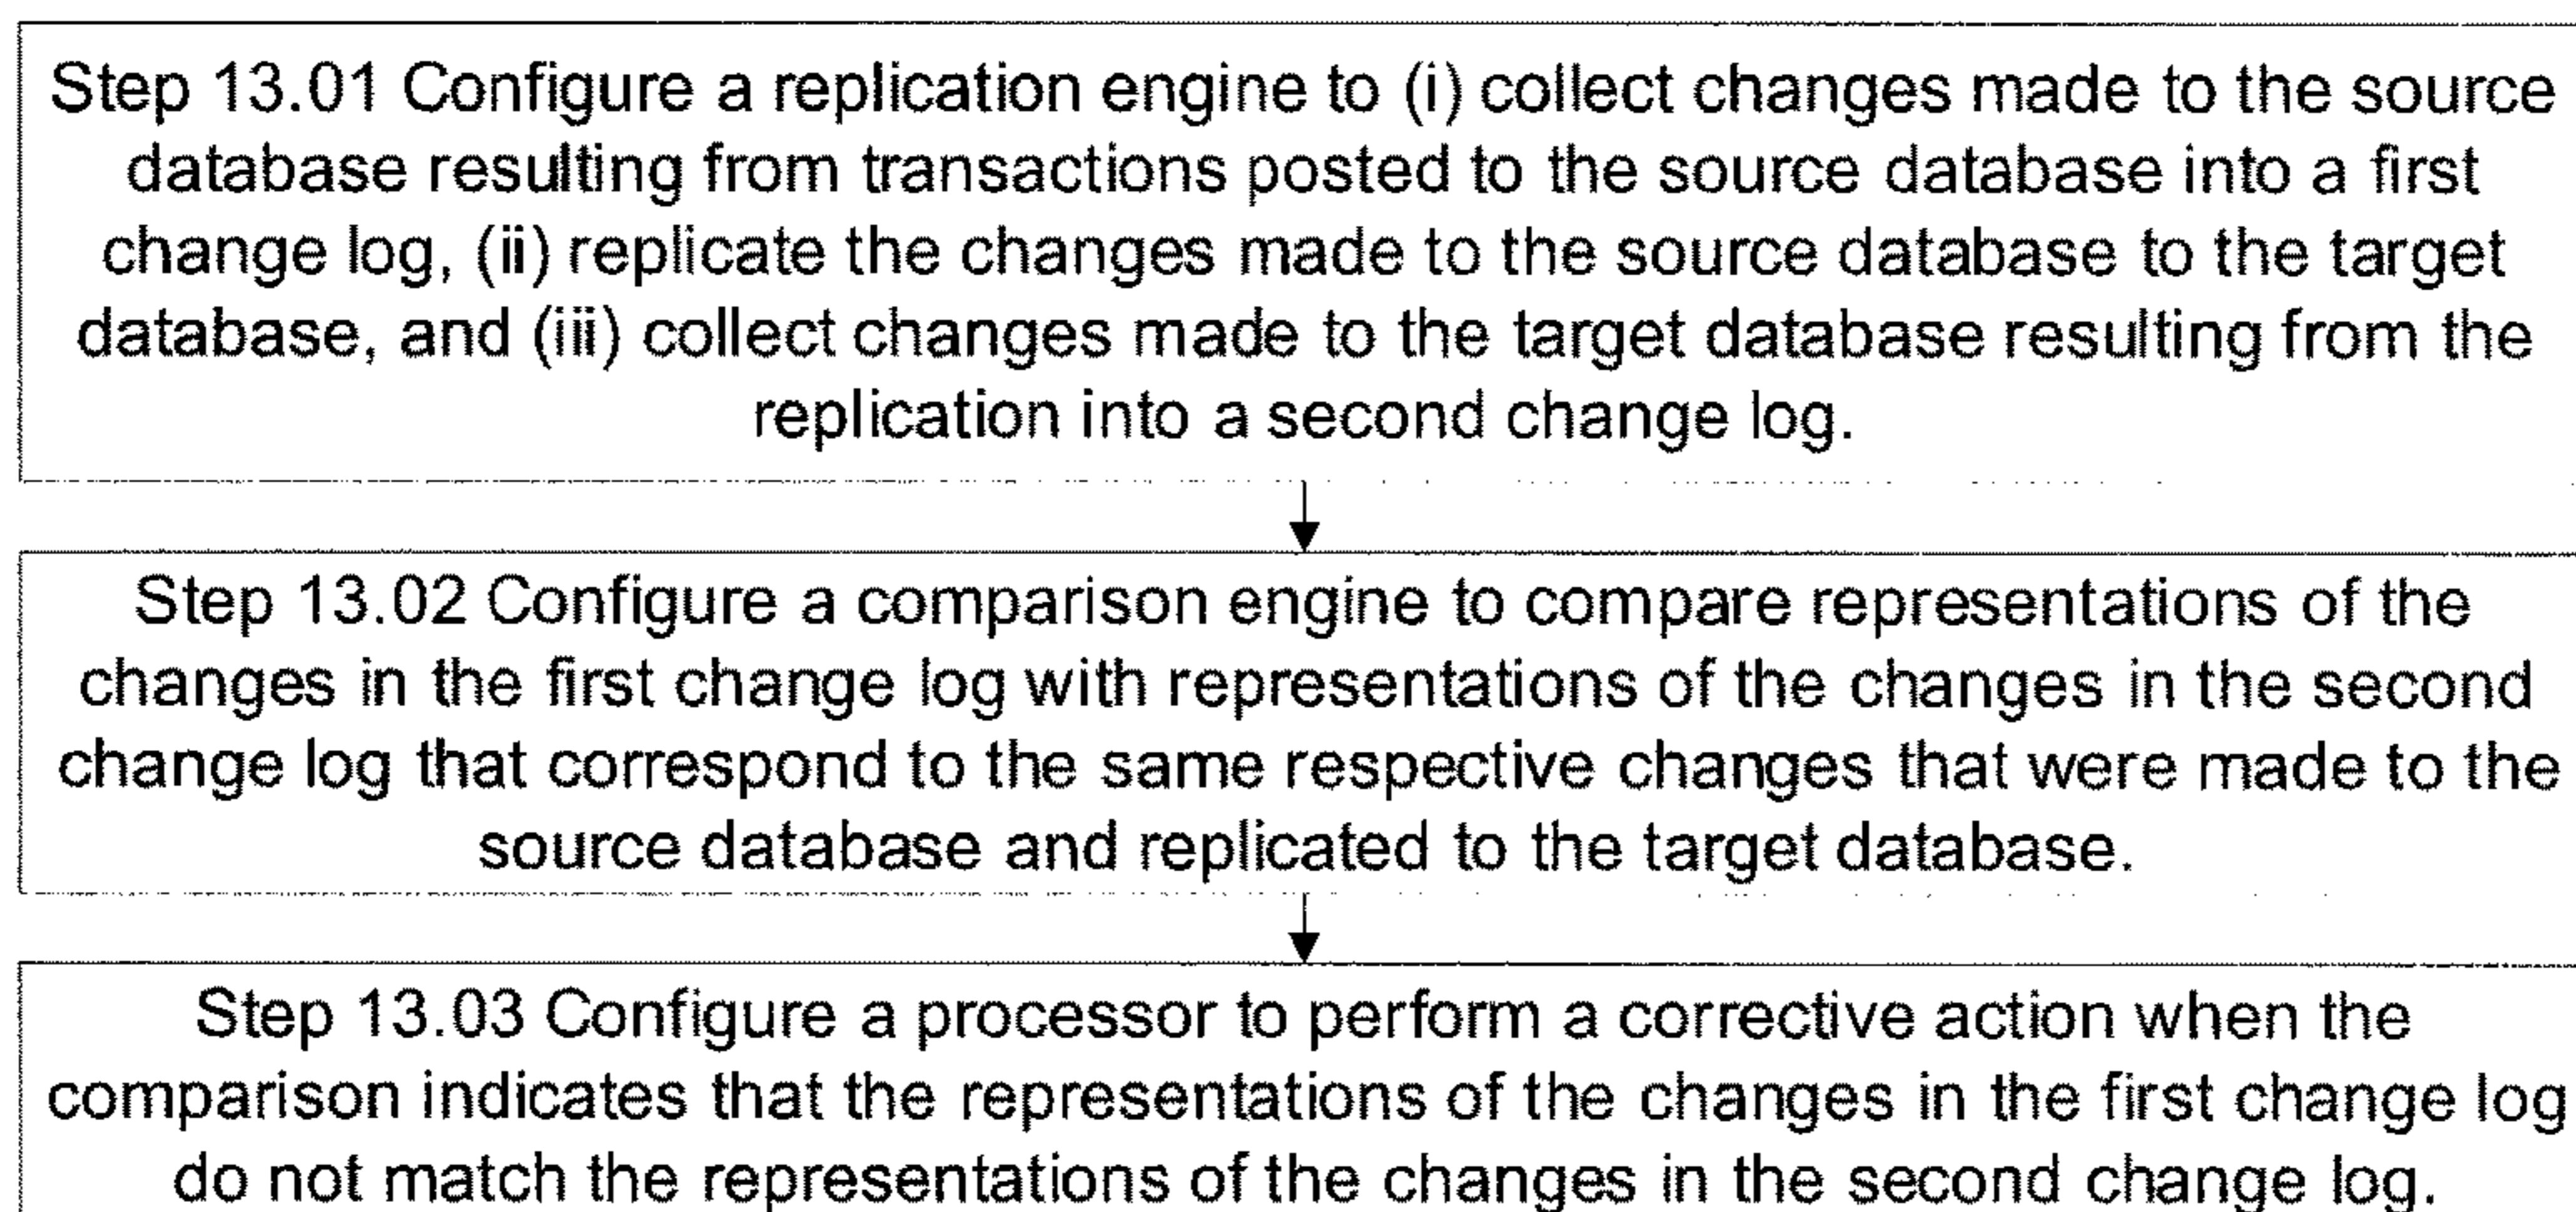 Step 13.01 Configure a replication engine to (i) collect changes made to the source
database resulting from transactions posted to the source database into a first
change log, (ii) replicate the changes made to the source database to the target
database, and (iii) collect changes made to the target database resulting from the
replication into a second change log.
Step 13.02 Configure a comparison engine to compare representations of the
changes in the first change log with representations of the changes in the second
change log that correspond to the same respective changes that were made to the
source database and replicated to the target database.
Step 13.03 Configure a processor to perform a corrective action when the
comparison indicates that the representations of the changes in the first change log
do not match the representations of the changes in the second change log.